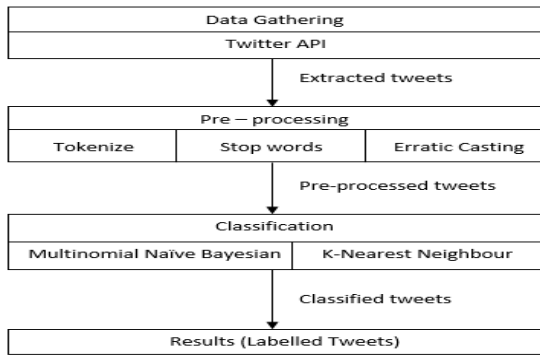 Data Gathering
Twitter API
Extracted tweets
Pre – processing
Tokenize Stop words Erratic Casting
Pre-processed tweets
Classification
Multinomial Naïve Bayesian K-Nearest Neighbour
Classified tweets
Results (Labelled Tweets)